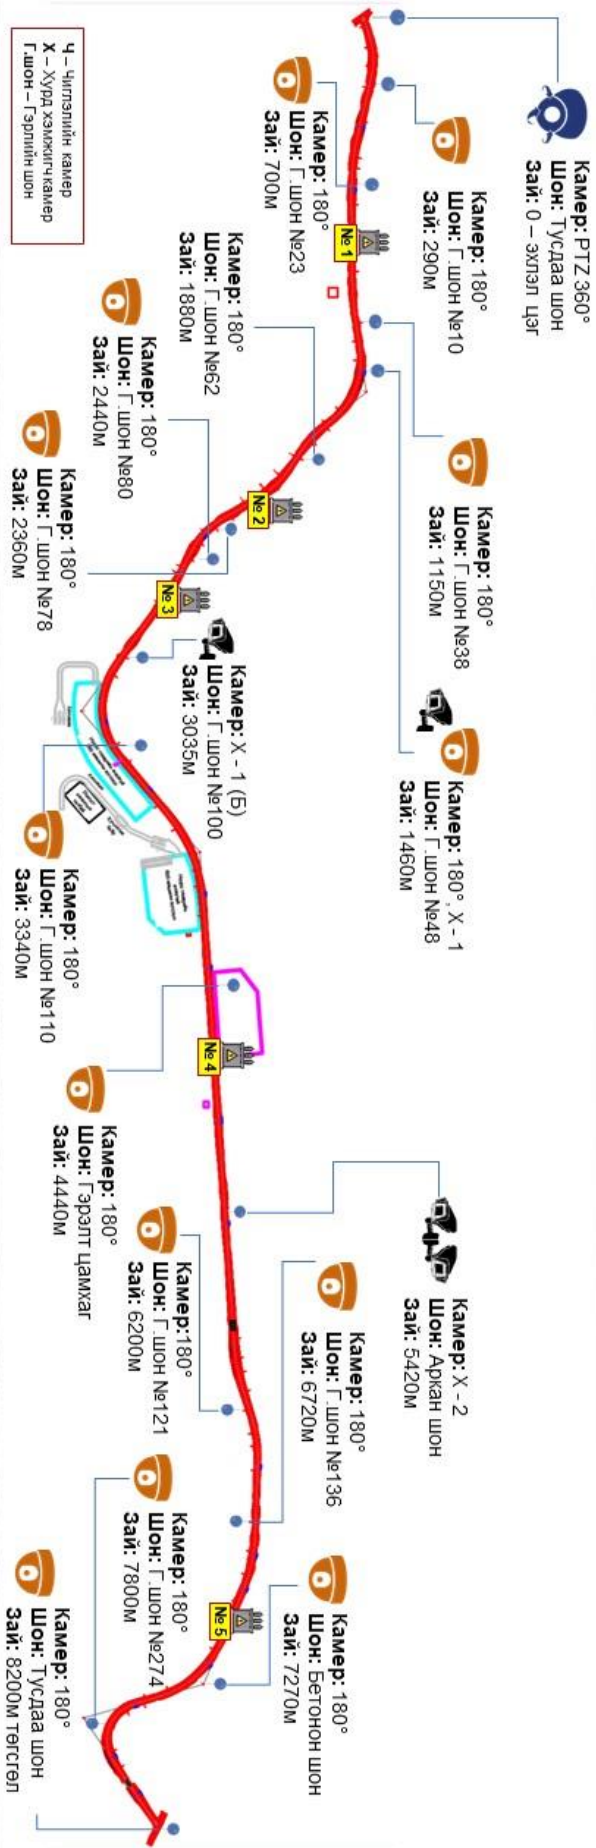 Камер: PTZ 360°
Шон: Тусдаа шон
Зай: 0 – эхлэл цэг
Камер: 180°
Шон: Г.шон №10
Зай: 290м
Камер: 180°
Шон: Г.шон №23
Зай: 700м
№ 1
Камер: 180°
Шон: Г.шон №38
Зай: 1150м
Камер: 180°, X - 1
Шон: Г.шон №48
Зай: 1460м
Камер: 180°
Шон: Г.шон №62
Зай: 1880м
Камер: 180°
Шон: Г.шон №80
Зай: 2440м
Камер: 180°
Шон: Г.шон №78
Зай: 2360м
№ 2
№ 3
Камер: X - 1 (Б)
Шон: Г.шон №100
Зай: 3035м
Камер: 180°
Шон: Г.шон №110
Зай: 3340м
№ 4
Камер: 180°
Шон: Гэрэлт цамхаг
Зай: 4440м
Камер: X - 2
Шон: Аркан шон
Зай: 5420м
Камер:180°
Шон: Г.шон №121
Зай: 6200м
Камер: 180°
Шон: Г.шон №136
Зай: 6720м
№ 5
Камер: 180°
Шон: Бетонон шон
Зай: 7270м
Камер: 180°
Шон: Г.шон №274
Зай: 7800м
Камер: 180°
Шон: Тусдаа шон
Зай: 8200м төгсгөл
Ч – Чиглэлийн камер
Х – Хурд хэмжигч камер
Г.шон – Гэрлийн шон